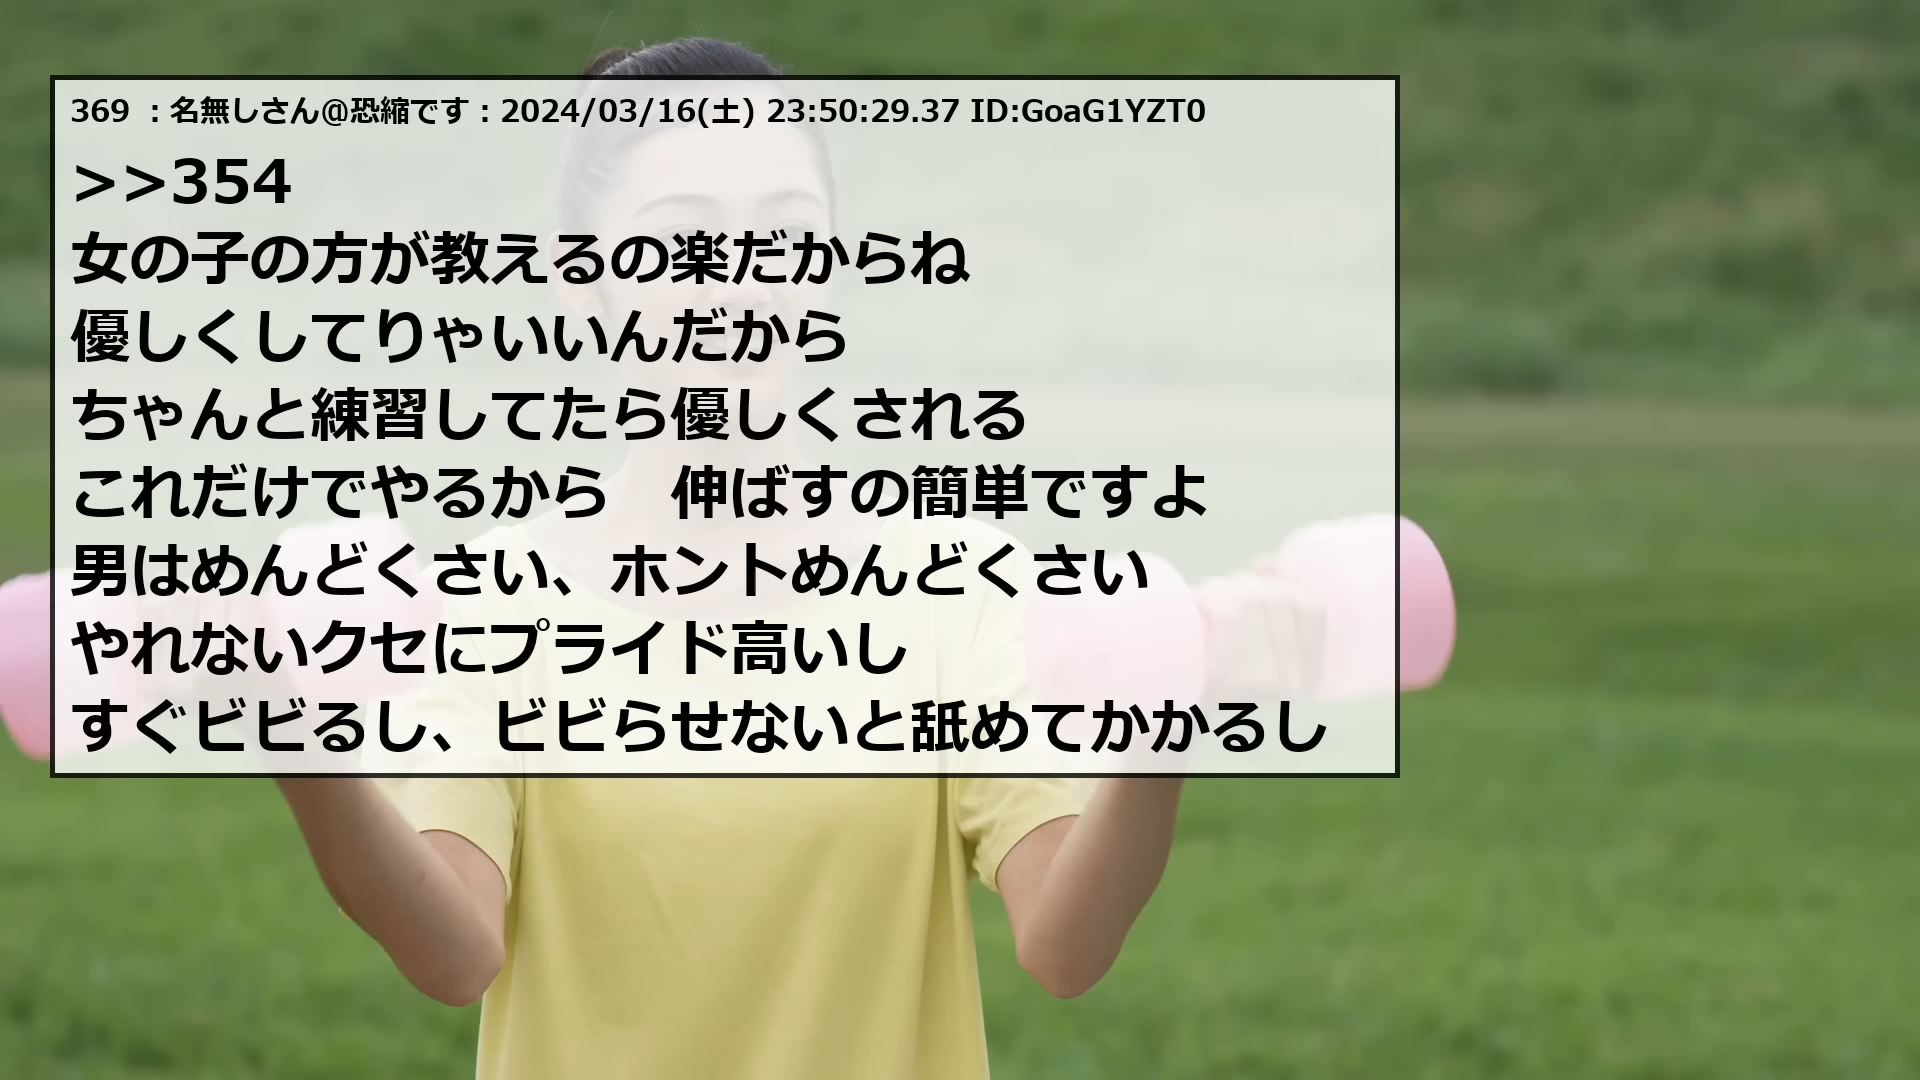 369 ：名無しさん＠恐縮です：2024/03/16(土) 23:50:29.37 ID:GoaG1YZT0
>>354
女の子の方が教えるの楽だからね
優しくしてりゃいいんだから
ちゃんと練習してたら優しくされる
これだけでやるから　伸ばすの簡単ですよ
男はめんどくさい、ホントめんどくさい
やれないクセにプライド高いし
すぐビビるし、ビビらせないと舐めてかかるし